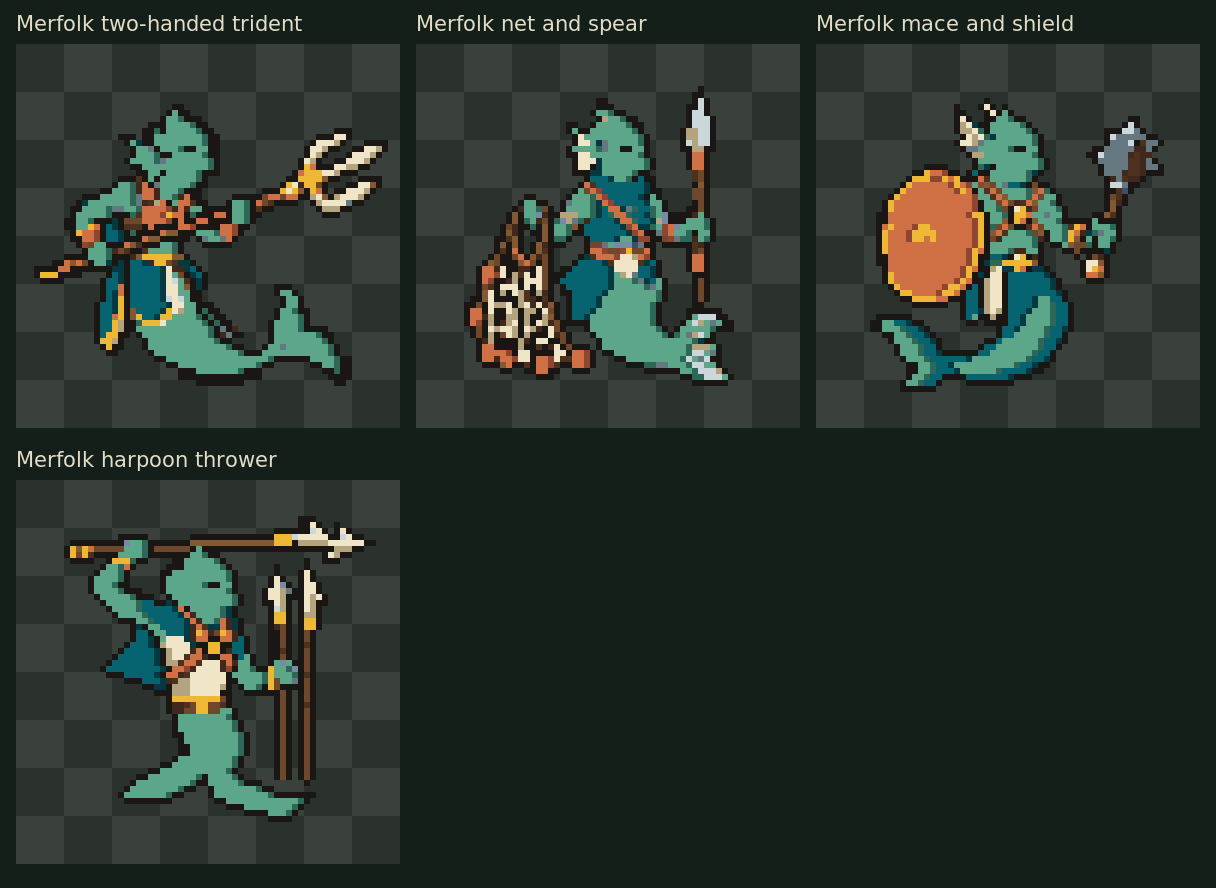 Merfolk two-handed trident
Merfolk net and spear
Merfolk mace and shield
Merfolk harpoon thrower